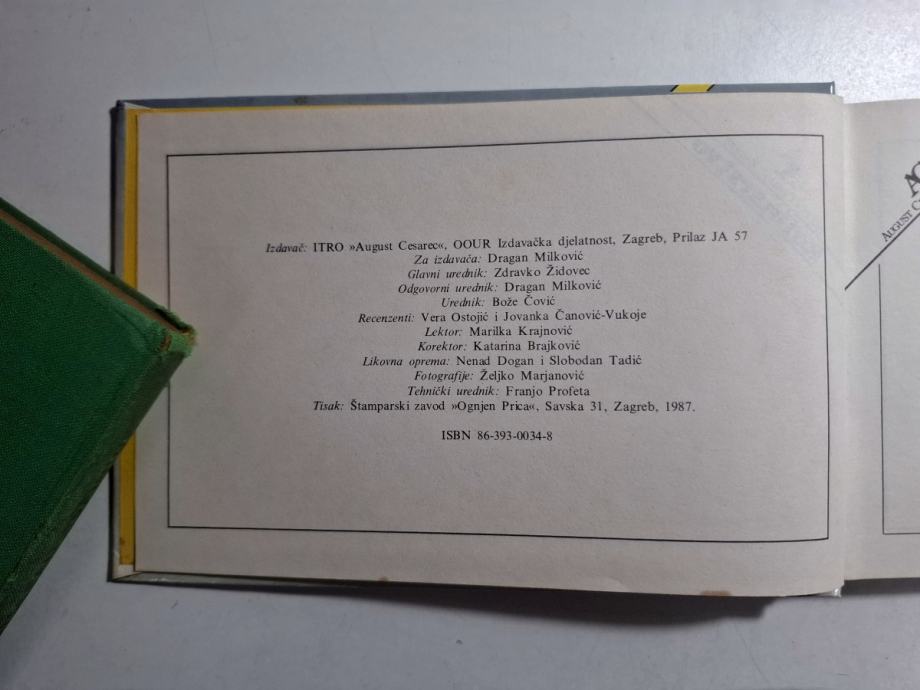 Izdavač: ITRO »August Cesarec«, OOUR Izdavačka djelatnost, Zagreb, Prilaz JA 57
Za izdavača: Dragan Milković
Glavni urednik: Zdravko Židovec
Odgovorni urednik: Dragan Milković
Urednik: Bože Čović
Recenzenti: Vera Ostojić i Jovanka Čanović-Vukoje
Lektor: Marilka Krajnović
Korektor: Katarina Brajković
Likovna oprema: Nenad Dogan i Slobodan Tadić
Fotografije: Željko Marjanović
Tehnički urednik: Franjo Profeta
Tisak: Štamparski zavod »Ognjen Prica«, Savska 31, Zagreb, 1987.
ISBN 86-393-0034-8
AUGUST